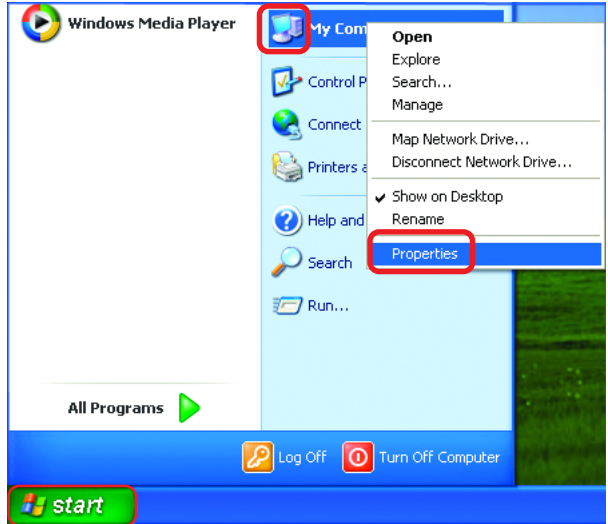 Windows Media Player
My Com
Control P
Connect
Printers a
Help and
Search
Run...
Open
Explore
Search...
Manage
Map Network Drive...
Disconnect Network Drive...
Show on Desktop
Rename
Properties
All Programs
Log Off
Turn Off Computer
start